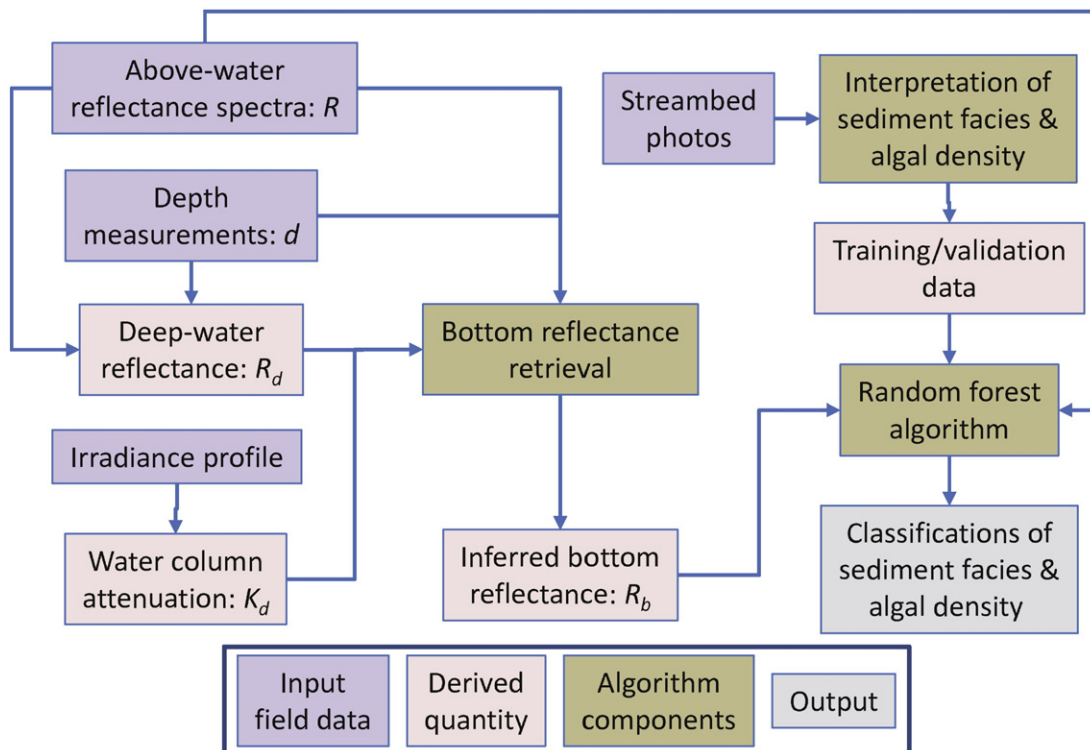 Above-water
reflectance spectra: R
Streambed
photos
Interpretation of
sediment facies &
algal density
Depth
measurements: d
Training/validation
data
Deep-water
reflectance: Rd
Bottom reflectance
retrieval
Random forest
algorithm
Irradiance profile
Water column
attenuation: Kd
Inferred bottom
reflectance: Rb
Classifications of
sediment facies &
algal density
Input
field data
Derived
quantity
Algorithm
components
Output